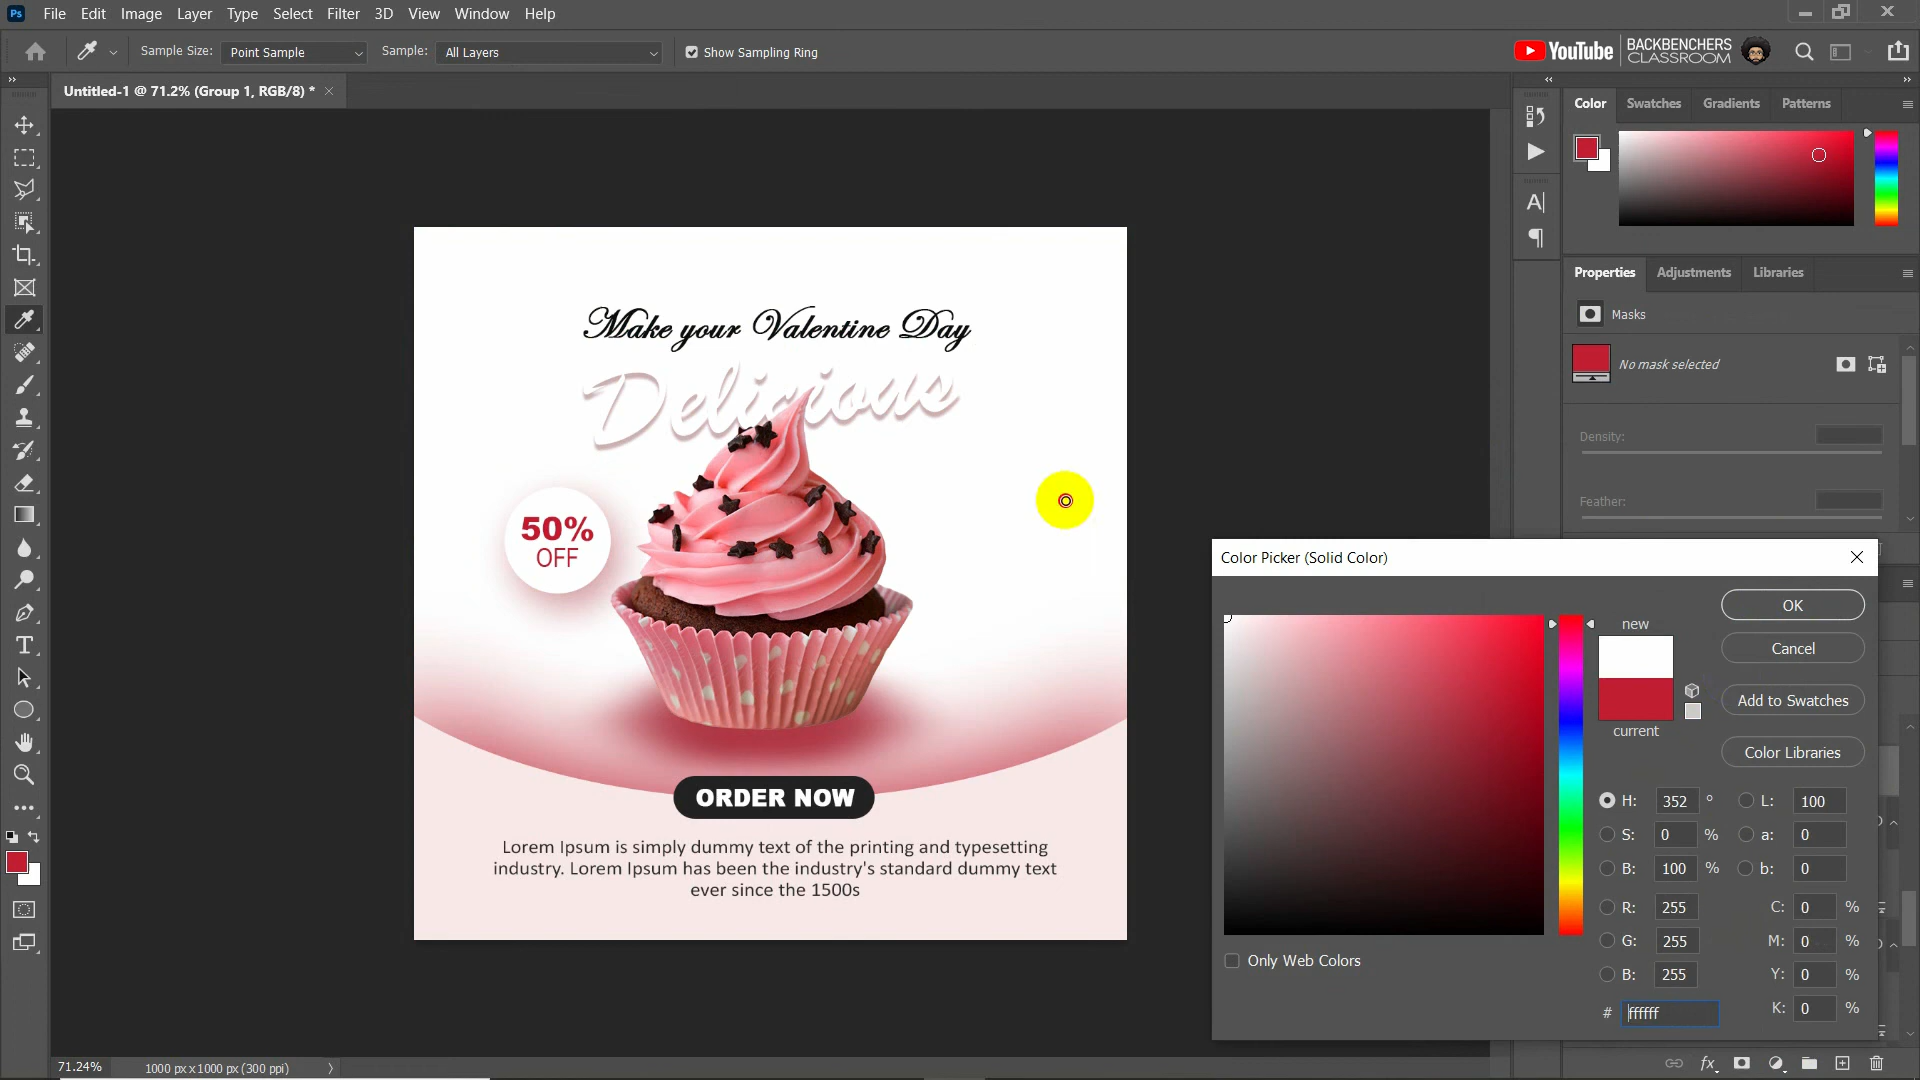 Ps File Edit Image Layer Type Select Filter 3D View Window Help
Sample Size: Point Sample Sample: All Layers Show Sampling Ring
YouTube BACKBENCHERS CLASSROOM
Untitled-1 @ 71.2% (Group 1, RGB/8) *
Color Swatches Gradients Patterns
Properties Adjustments Libraries
Masks
No mask selected
Density:
Feather:
Make your Valentine Day
Delicious
50%
OFF
ORDER NOW
Lorem Ipsum is simply dummy text of the printing and typesetting
industry. Lorem Ipsum has been the industry's standard dummy text
ever since the 1500s
Color Picker (Solid Color)
OK
new
Cancel
Add to Swatches
current
Color Libraries
H: 352 ° L: 100
S: 0 % a: 0
B: 100 % b: 0
R: 255 C: 0 %
G: 255 M: 0 %
B: 255 Y: 0 %
# ffffff K: 0 %
Only Web Colors
71.24% 1000 px x 1000 px (300 ppi)
fx